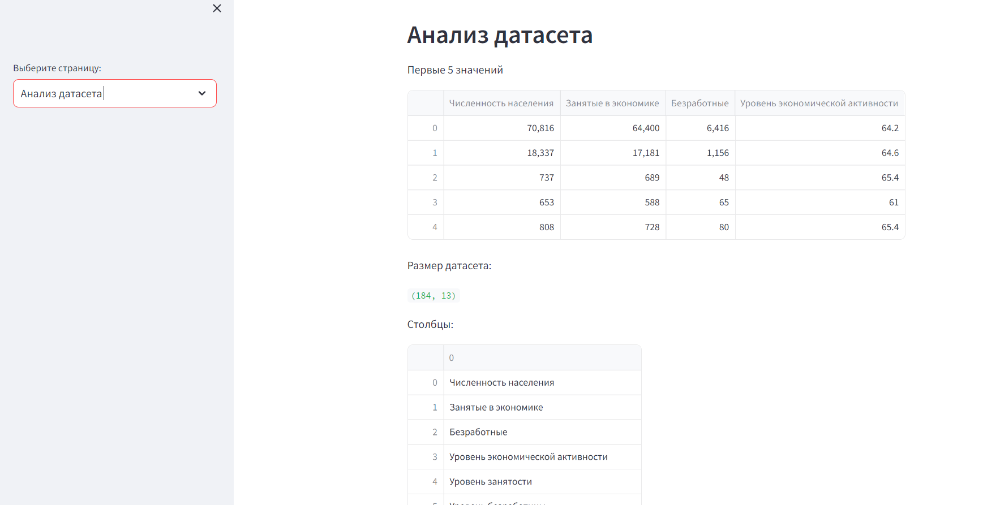 Выберите страницу:
Анализ датасета
Анализ датасета
Первые 5 значений
Численность населения Занятые в экономике Безработные Уровень экономической активности
0 70,816 64,400 6,416 64.2
1 18,337 17,181 1,156 64.6
2 737 689 48 65.4
3 653 588 65 61
4 808 728 80 65.4
Размер датасета:
(184, 13)
Столбцы:
0
0 Численность населения
1 Занятые в экономике
2 Безработные
3 Уровень экономической активности
4 Уровень занятости
5 Уровень безработицы